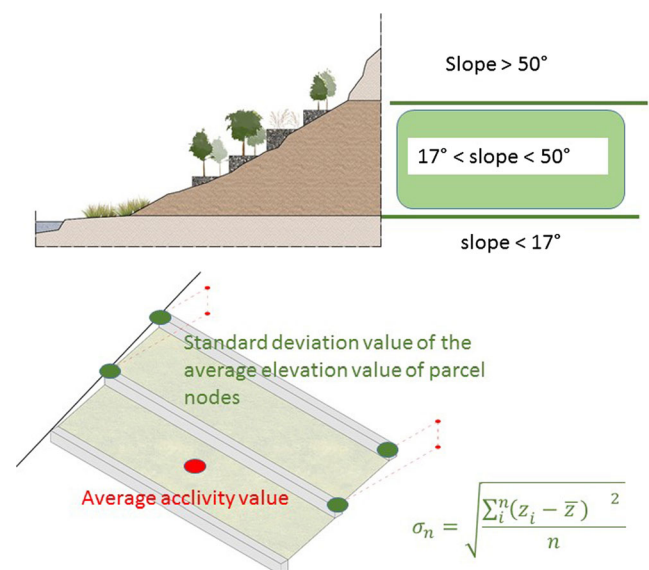 Slope > 50°
17° < slope < 50°
slope < 17°
Standard deviation value of the
average elevation value of parcel
nodes
Average acclivity value
σₙ = √(∑ᵢⁿ(zᵢ − z̅)² / n)